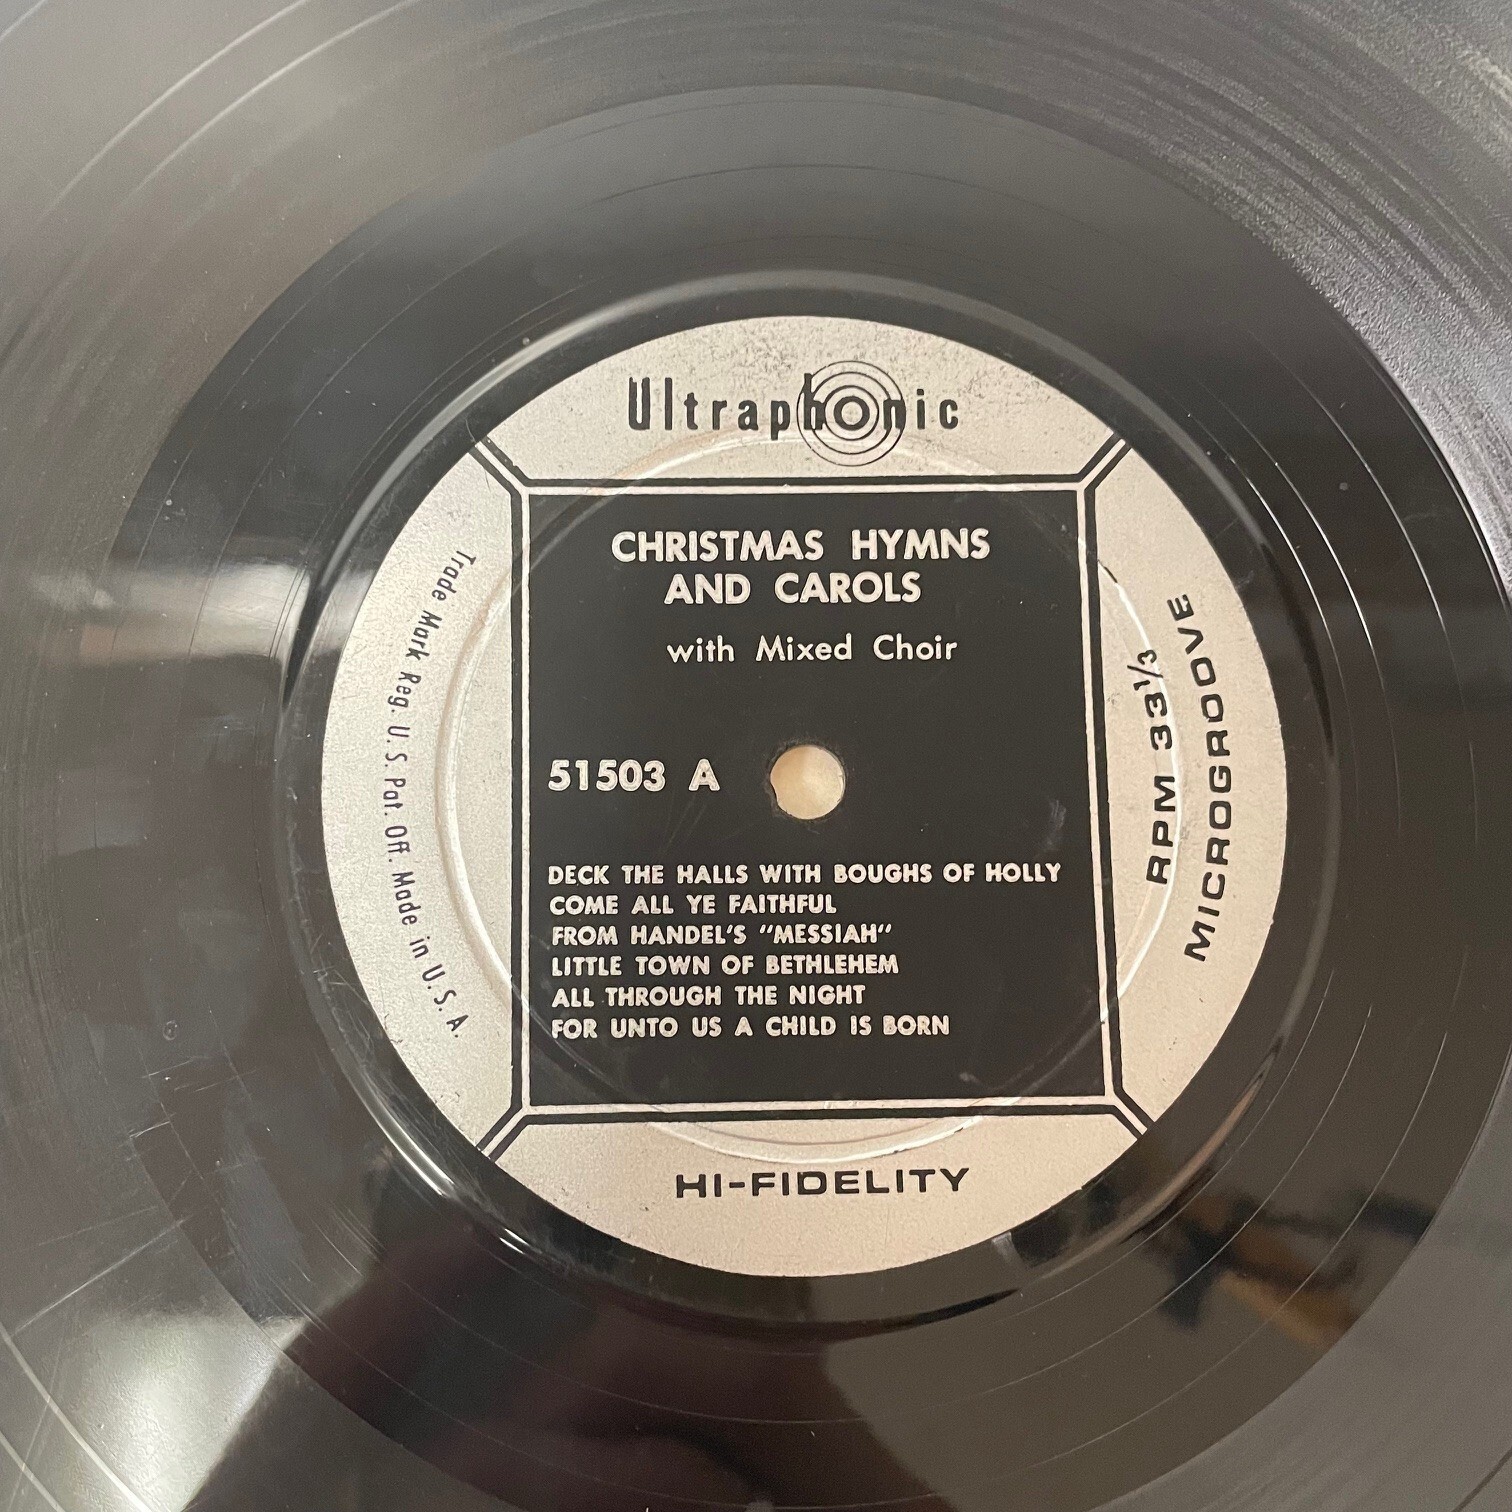 Ultraphonic
CHRISTMAS HYMNS
AND CAROLS
with Mixed Choir
51503 A
DECK THE HALLS WITH BOUGHS OF HOLLY
COME ALL YE FAITHFUL
FROM HANDEL'S "MESSIAH"
LITTLE TOWN OF BETHLEHEM
ALL THROUGH THE NIGHT
FOR UNTO US A CHILD IS BORN
Trade Mark Reg. U.S. Pat. Off. Made in U.S.A.
RPM 33 1/3
MICROGROOVE
HI-FIDELITY